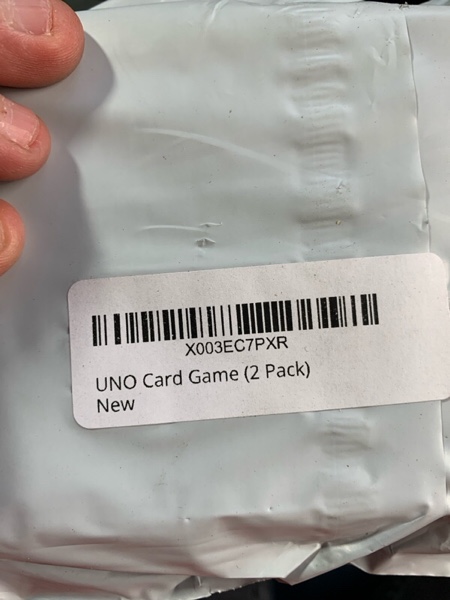 X003EC7PXR
UNO Card Game (2 Pack)
New